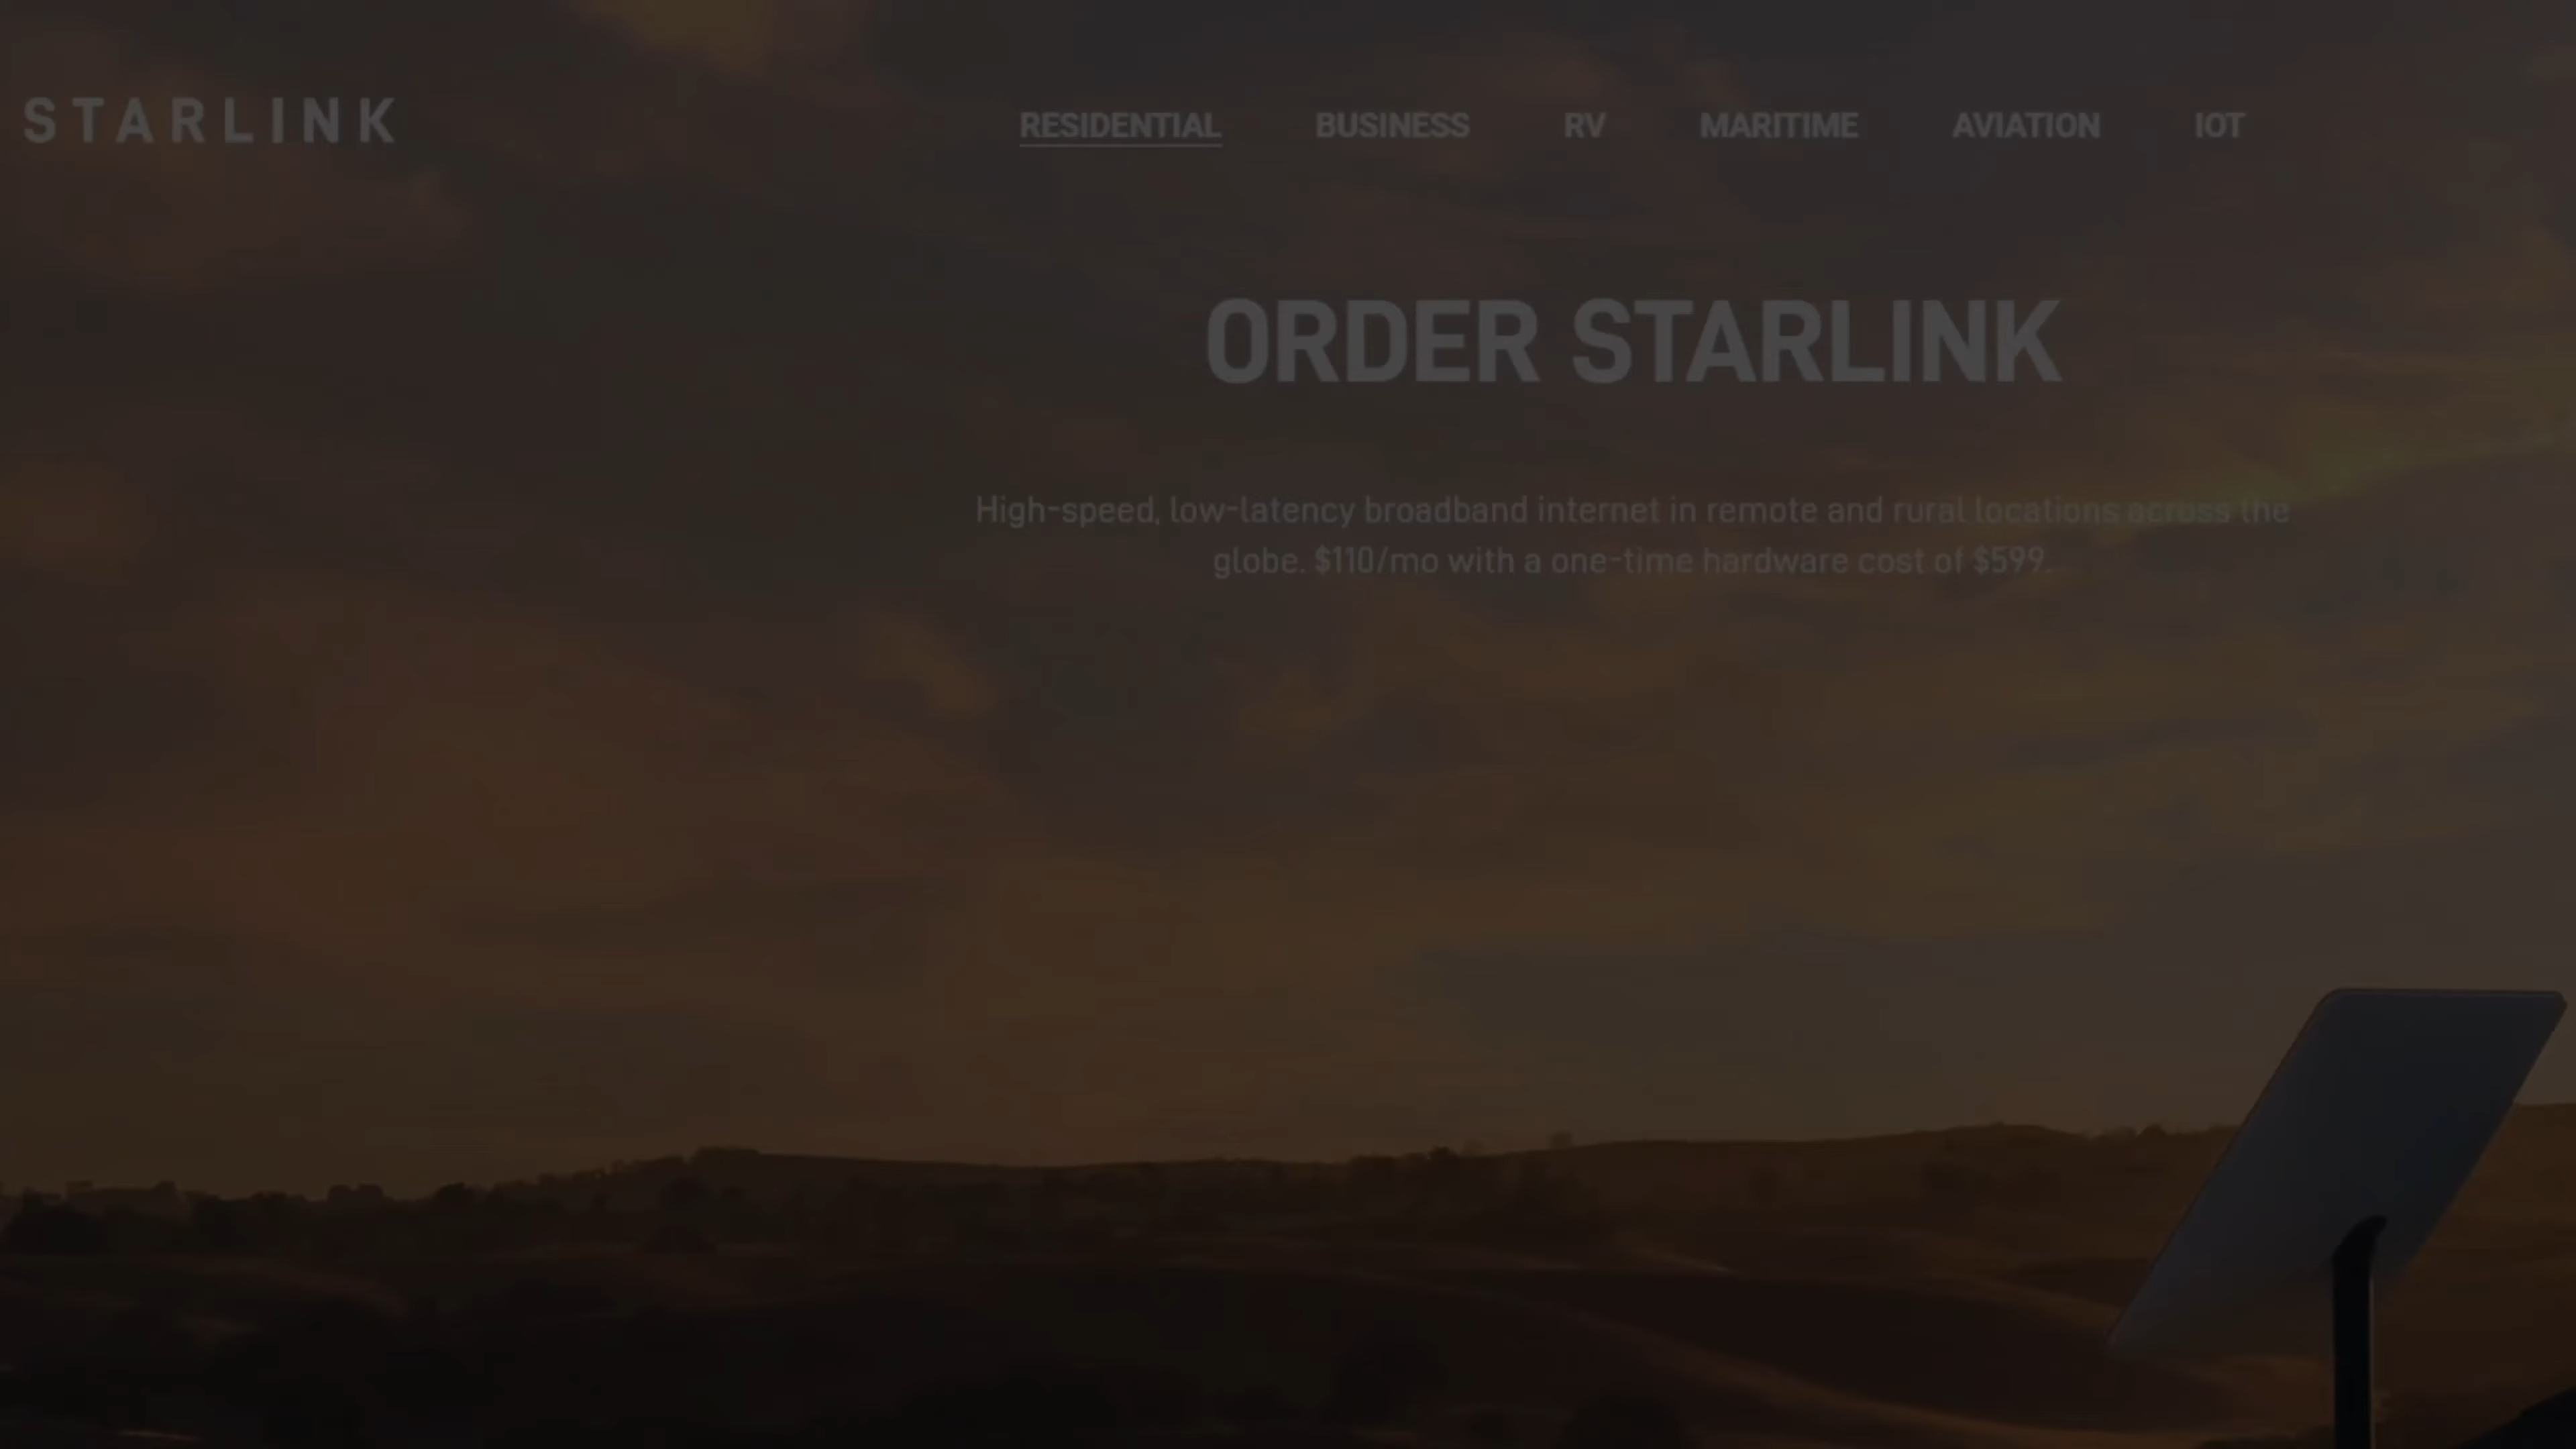 STARLINK
RESIDENTIAL BUSINESS RV MARITIME AVIATION IOT
ORDER STARLINK
High-speed, low-latency broadband internet in remote and rural locations across the
globe. $110/mo with a one-time hardware cost of $599.